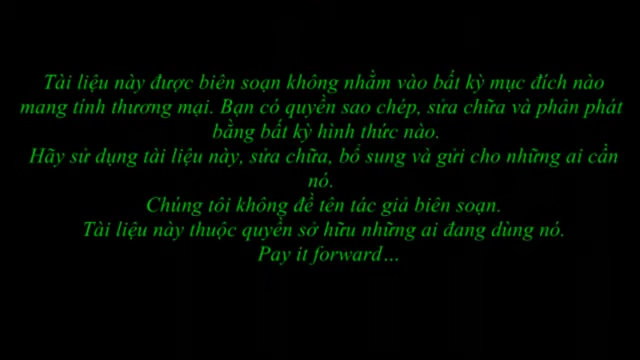 Tài liệu này được biên soạn không nhằm vào bất kỳ mục đích nào
mang tính thương mại. Bạn có quyền sao chép, sửa chữa và phân phát
bằng bất kỳ hình thức nào.
Hãy sử dụng tài liệu này, sửa chữa, bổ sung và gửi cho những ai cần
nó.
Chúng tôi không đề tên tác giả biên soạn.
Tài liệu này thuộc quyền sở hữu những ai đang dùng nó.
Pay it forward...